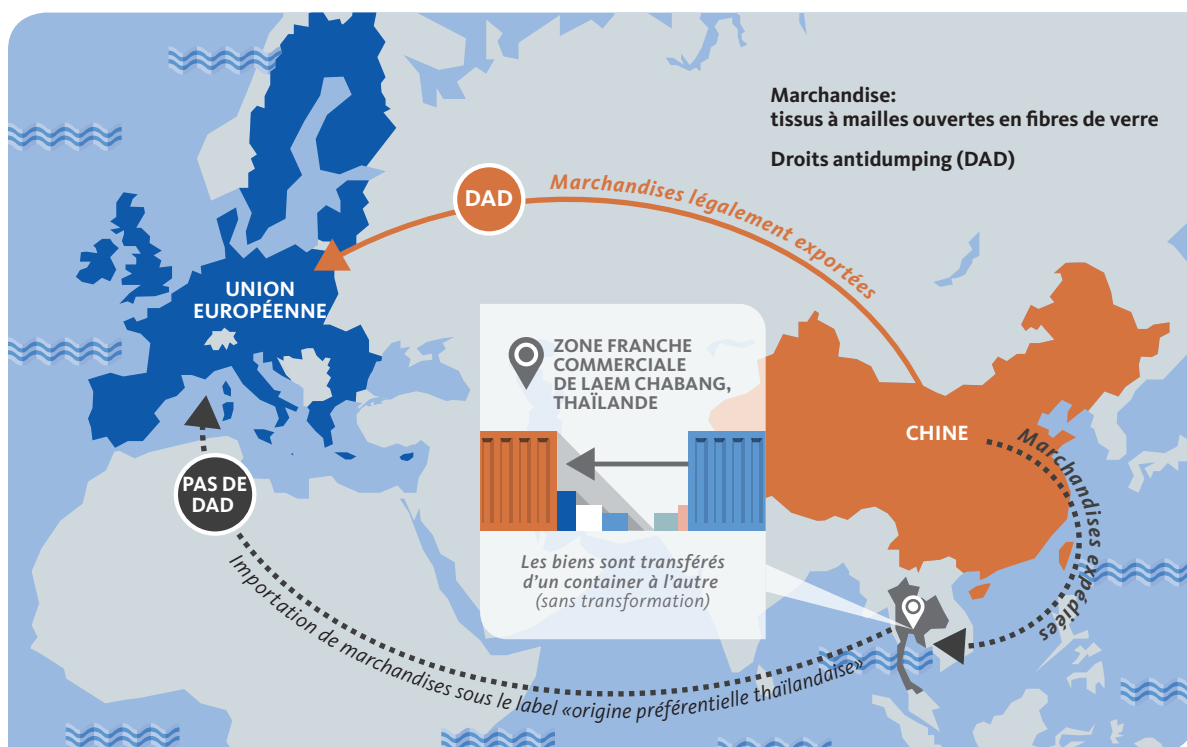 Marchandise:
tissus à mailles ouvertes en fibres de verre
Droits antidumping (DAD)
DAD
Marchandises légalement exportées
UNION
EUROPÉENNE
ZONE FRANCHE
COMMERCIALE
DE LAEM CHABANG,
THAÏLANDE
CHINE
Marchandises expédiées
PAS DE
DAD
Les biens sont transférés
d'un container à l'autre
(sans transformation)
Importation de marchandises sous le label «origine préférentielle thaïlandaise»